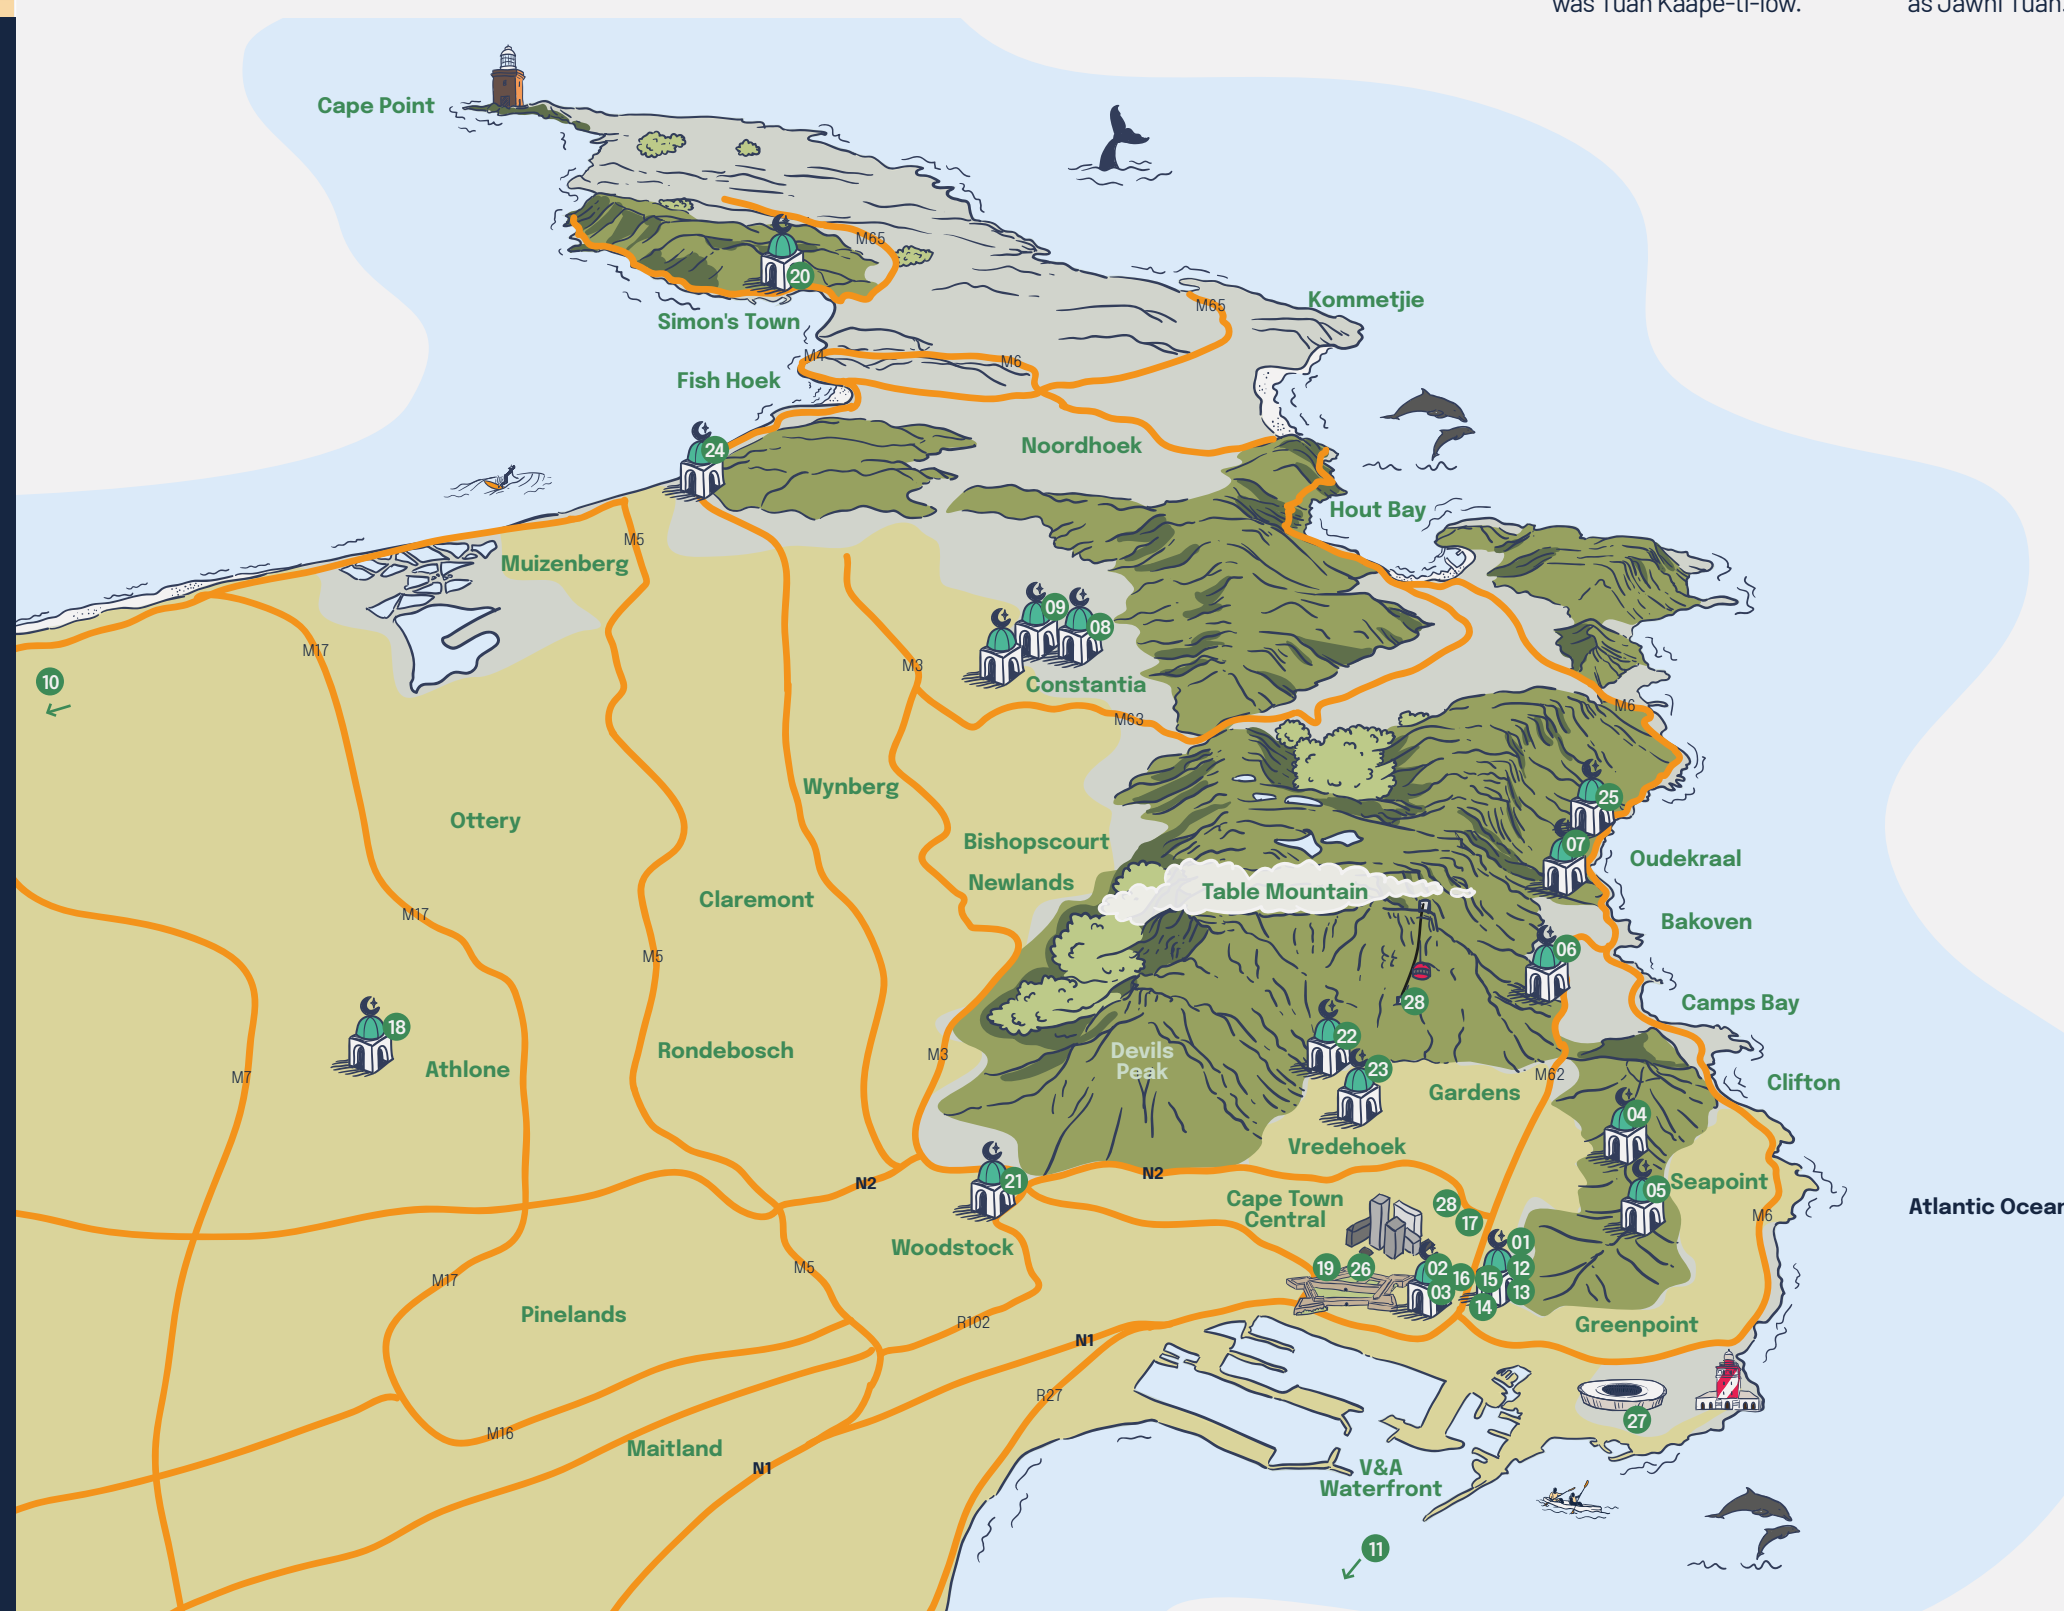 was Tuan Kaape-ti-low.
as Jawhi Tuan.
Cape Point
M65
20
Simon's Town
M65
Kommetjie
M4
M6
Fish Hoek
24
Noordhoek
Hout Bay
M5
Muizenberg
09
08
M17
M3
10
Constantia
M63
M6
Wynberg
25
Ottery
07
Bishopscourt
Oudekraal
Newlands
Table Mountain
Claremont
M17
Bakoven
06
M5
28
Camps Bay
18
22
Rondebosch
M3
Devils
Peak
23
Athlone
M7
M62
Clifton
Gardens
04
Vredehoek
N2
N2
21
Seapoint
05
Cape Town
Central
28
17
M6
Atlantic Ocean
Woodstock
01
M5
19
26
02
16
15
12
M17
03
14
13
Pinelands
R102
Greenpoint
N1
R27
27
M16
Maitland
N1
V&A
Waterfront
11